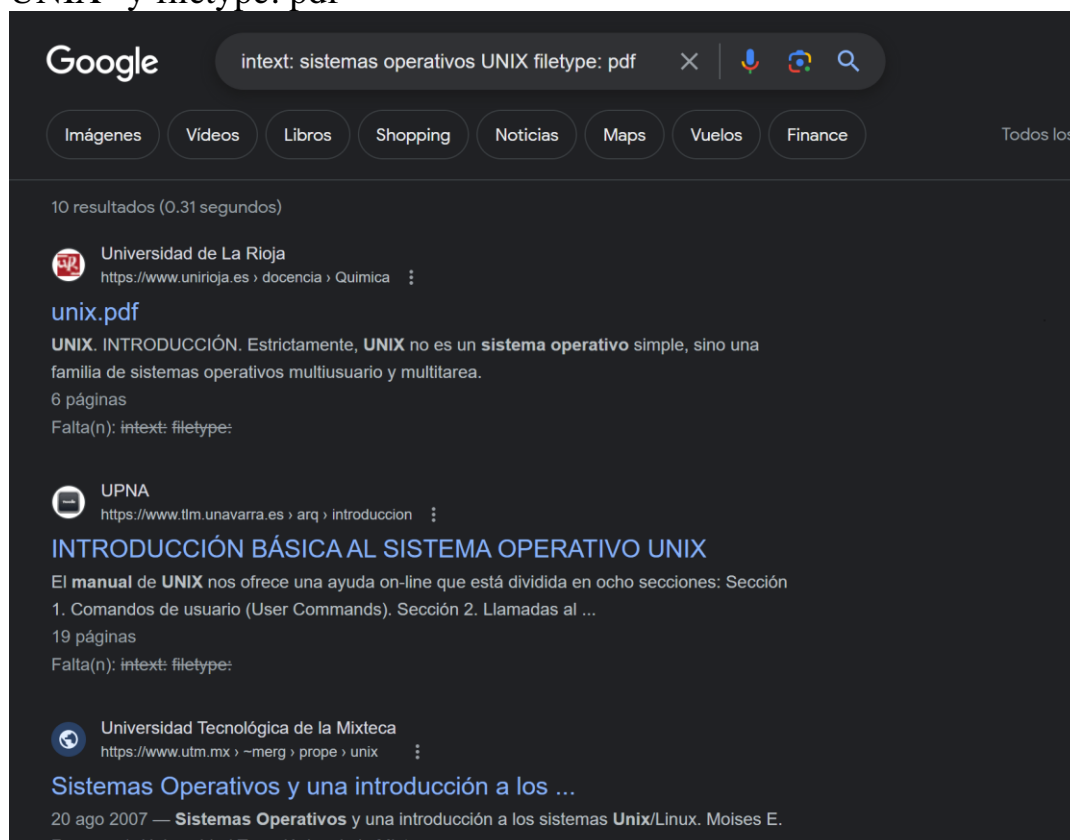 UNIX" y filetype: pdf
Google
intext: sistemas operativos UNIX filetype: pdf
Imágenes Vídeos Libros Shopping Noticias Maps Vuelos Finance Todos los
10 resultados (0.31 segundos)
Universidad de La Rioja
https://www.unirioja.es › docencia › Quimica
unix.pdf
UNIX. INTRODUCCIÓN. Estrictamente, UNIX no es un sistema operativo simple, sino una
familia de sistemas operativos multiusuario y multitarea.
6 páginas
Falta(n): intext: filetype:
UPNA
https://www.tlm.unavarra.es › arq › introduccion
INTRODUCCIÓN BÁSICA AL SISTEMA OPERATIVO UNIX
El manual de UNIX nos ofrece una ayuda on-line que está dividida en ocho secciones: Sección
1. Comandos de usuario (User Commands). Sección 2. Llamadas al ...
19 páginas
Falta(n): intext: filetype:
Universidad Tecnológica de la Mixteca
https://www.utm.mx › ~merg › prope › unix
Sistemas Operativos y una introducción a los ...
20 ago 2007 — Sistemas Operativos y una introducción a los sistemas Unix/Linux. Moises E.